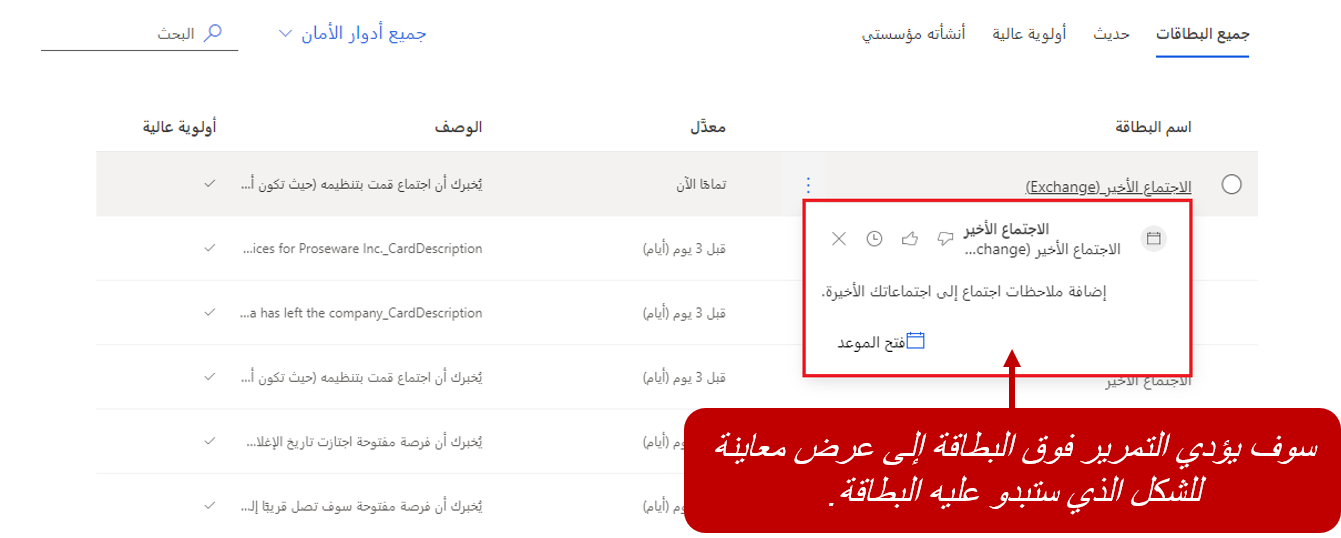 جميع البطاقات حديث أولوية عالية أنشأته مؤسستي جميع أدوار الأمان البحث
اسم البطاقة معدَّل الوصف أولوية عالية
الاجتماع الأخير (Exchange) تمامًا الآن يُخبرك أن اجتماع قمت بتنظيمه (حيث تكون أ...
الاجتماع الأخير
الاجتماع الأخير (change...
إضافة ملاحظات اجتماع إلى اجتماعاتك الأخيرة.
فتح الموعد
قبل 3 يوم (أيام) ...ices for Proseware Inc._CardDescription
قبل 3 يوم (أيام) ...a has left the company_CardDescription
الاجتماع الأخير قبل 3 يوم (أيام) يُخبرك أن اجتماع قمت بتنظيمه (حيث تكون أ...
يوم (أيام) يُخبرك أن فرصة مفتوحة اجتازت تاريخ الإغلا...
يوم (أيام) يُخبرك أن فرصة مفتوحة سوف تصل قريبًا إل...
سوف يؤدي التمرير فوق البطاقة إلى عرض معاينة
للشكل الذي ستبدو عليه البطاقة.